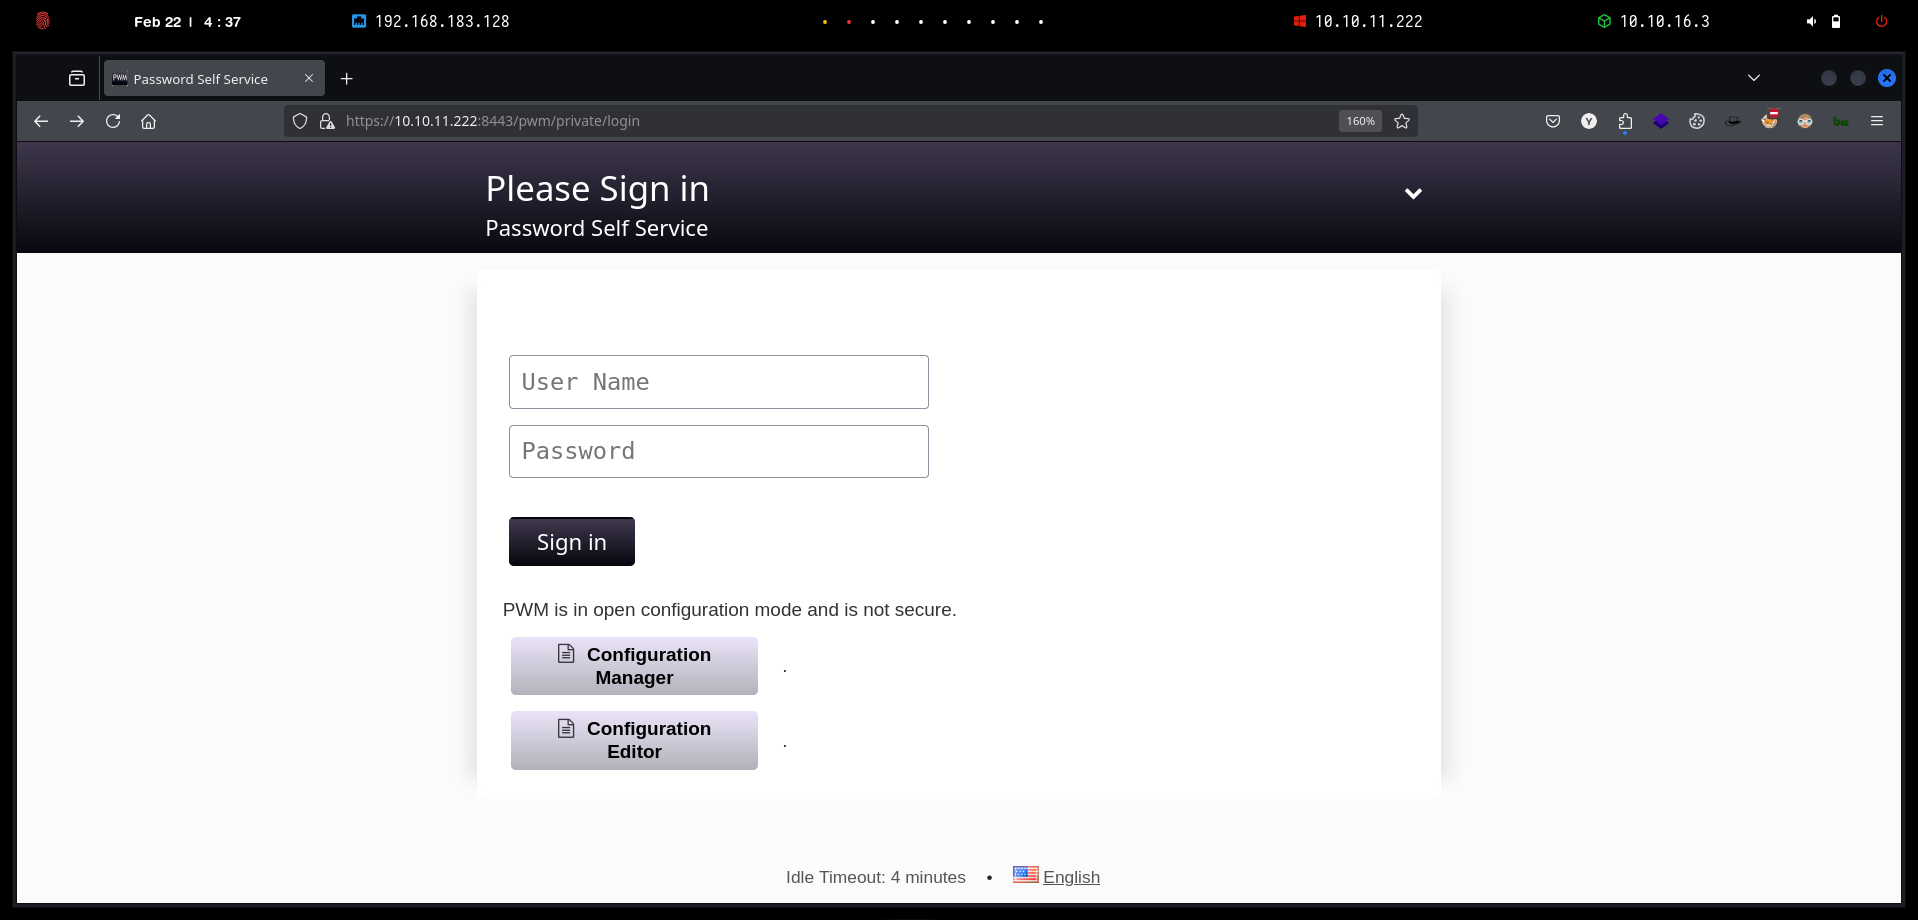 Feb 22 | 4 : 37
192.168.183.128
10.10.11.222
10.10.16.3
PWM Password Self Service
https://10.10.11.222:8443/pwm/private/login
160%
Y
bw
Please Sign in
Password Self Service
User Name
Password
Sign in
PWM is in open configuration mode and is not secure.
Configuration
Manager
.
Configuration
Editor
.
Idle Timeout: 4 minutes • English